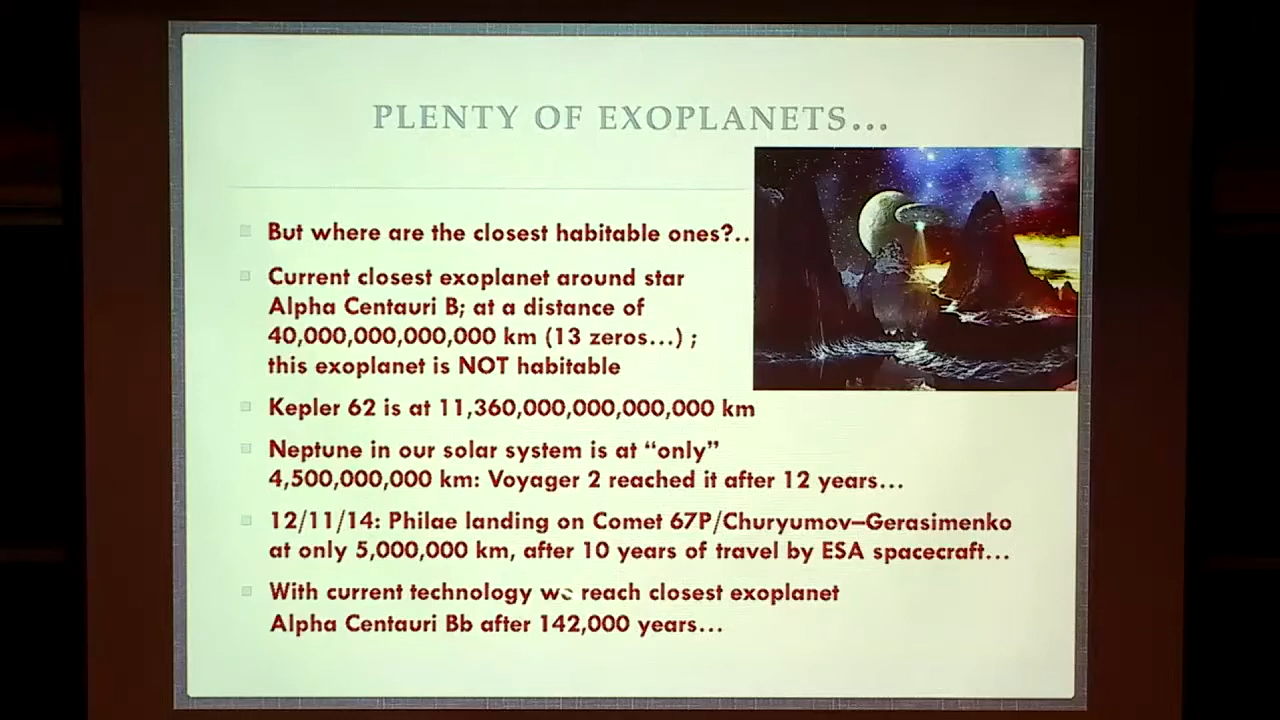 PLENTY OF EXOPLANETS...
But where are the closest habitable ones?..
Current closest exoplanet around star
Alpha Centauri B; at a distance of
40,000,000,000,000 km (13 zeros...) ;
this exoplanet is NOT habitable
Kepler 62 is at 11,360,000,000,000,000 km
Neptune in our solar system is at “only”
4,500,000,000 km: Voyager 2 reached it after 12 years...
12/11/14: Philae landing on Comet 67P/Churyumov–Gerasimenko
at only 5,000,000 km, after 10 years of travel by ESA spacecraft...
With current technology we reach closest exoplanet
Alpha Centauri Bb after 142,000 years...